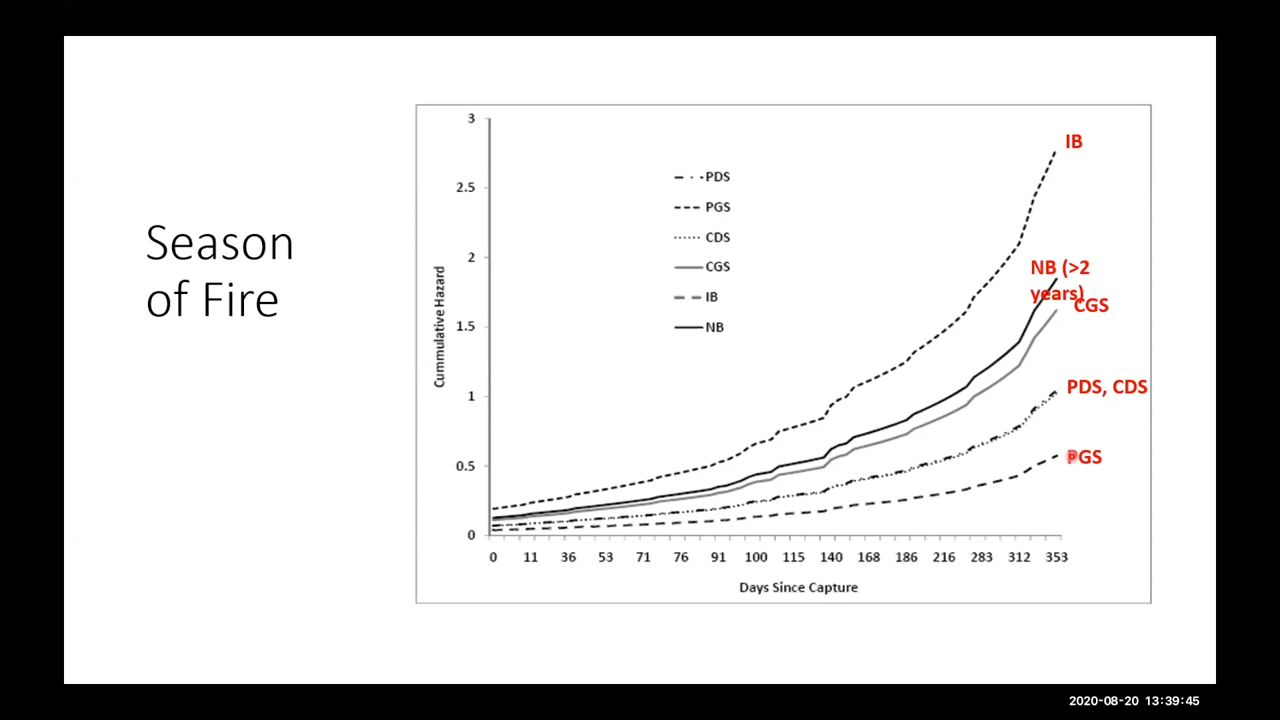 Season
of Fire
3
2.5
2
1.5
1
0.5
0
Cummulative Hazard
PDS
PGS
CDS
CGS
IB
NB
IB
NB (>2
years)
CGS
PDS, CDS
PGS
0 11 36 53 71 76 91 100 115 140 168 186 216 283 312 353
Days Since Capture
2020-08-20 13:39:45